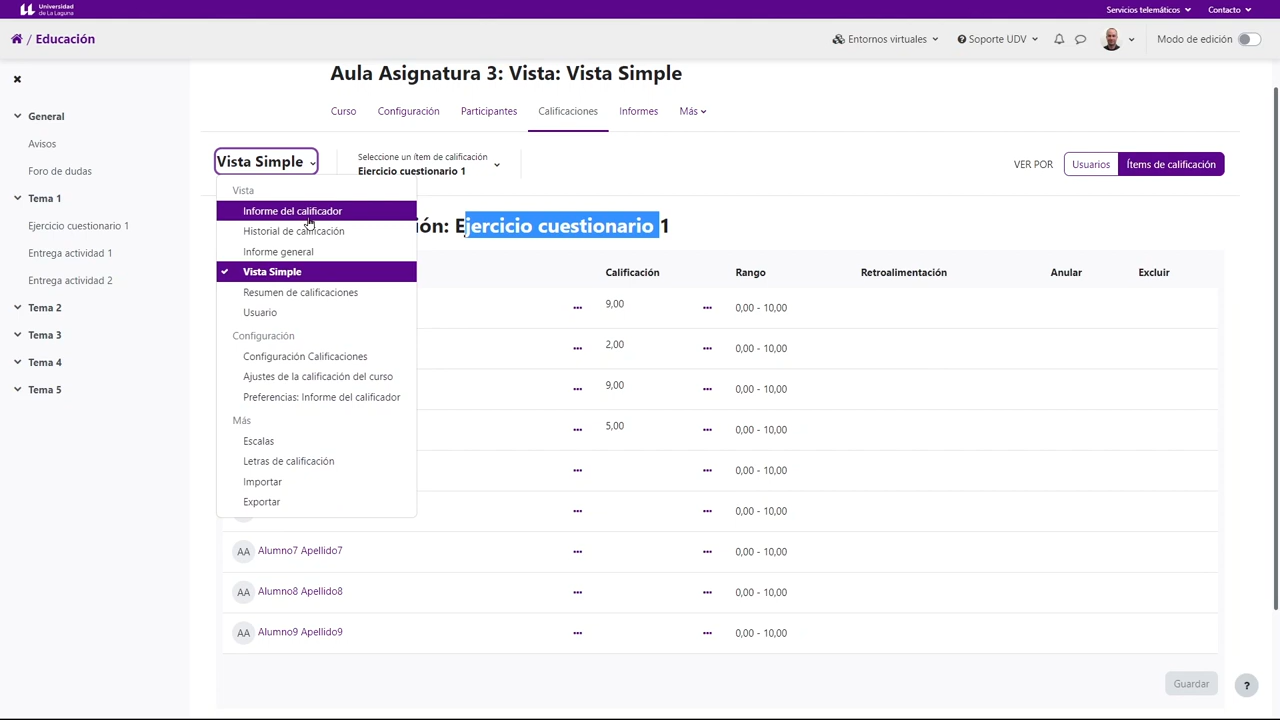 Universidad
de La Laguna
Servicios telemáticos
Contacto
/ Educación
Entornos virtuales
Soporte UDV
Modo de edición
Aula Asignatura 3: Vista: Vista Simple
Curso
Configuración
Participantes
Calificaciones
Informes
Más
General
Avisos
Foro de dudas
Tema 1
Ejercicio cuestionario 1
Entrega actividad 1
Entrega actividad 2
Tema 2
Tema 3
Tema 4
Tema 5
Vista Simple
Seleccione un ítem de calificación
Ejercicio cuestionario 1
VER POR
Usuarios
Ítems de calificación
Vista
Informe del calificador
Historial de calificación
Informe general
Vista Simple
Resumen de calificaciones
Usuario
Configuración
Configuración Calificaciones
Ajustes de la calificación del curso
Preferencias: Informe del calificador
Más
Escalas
Letras de calificación
Importar
Exportar
ón: Ejercicio cuestionario 1
Calificación
Rango
Retroalimentación
Anular
Excluir
9,00
0,00 - 10,00
2,00
0,00 - 10,00
9,00
0,00 - 10,00
5,00
0,00 - 10,00
0,00 - 10,00
0,00 - 10,00
AA Alumno7 Apellido7
0,00 - 10,00
AA Alumno8 Apellido8
0,00 - 10,00
AA Alumno9 Apellido9
0,00 - 10,00
Guardar
?